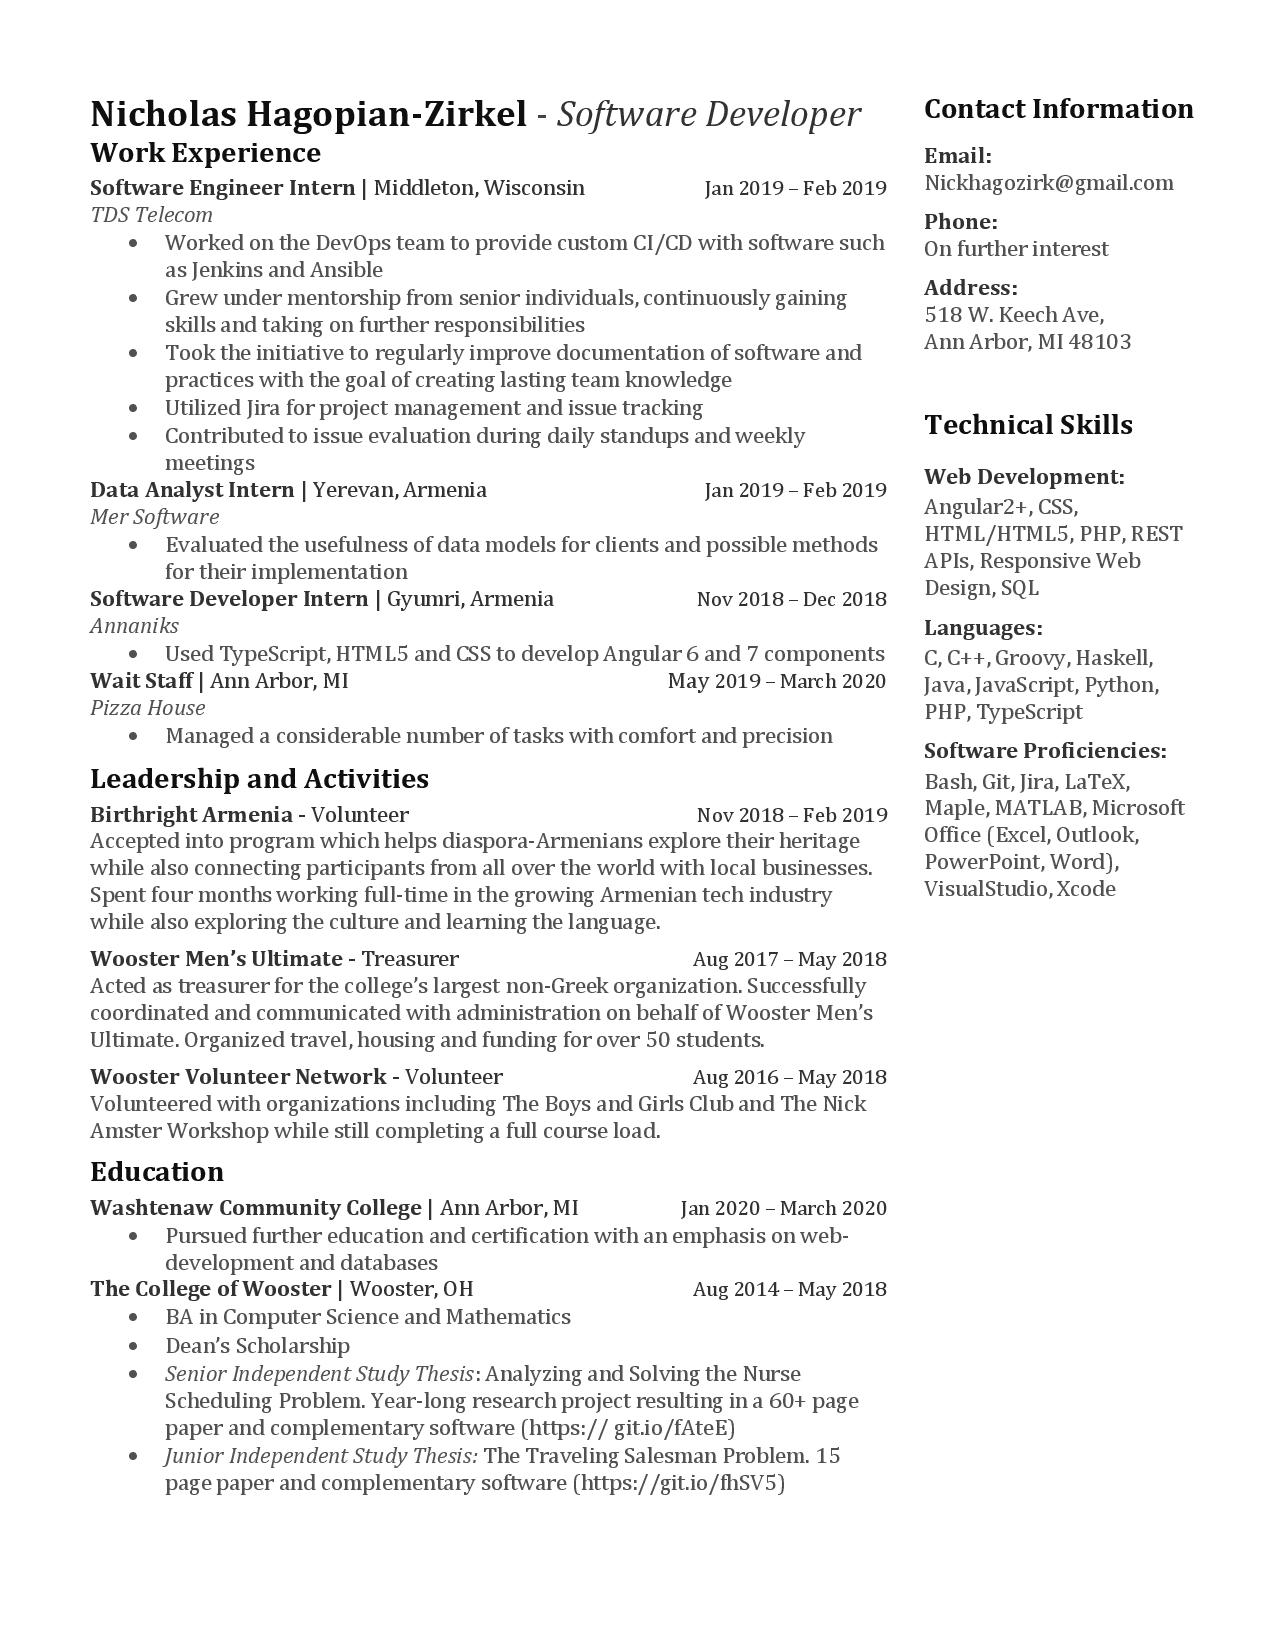 Nicholas Hagopian-Zirkel - Software Developer
Work Experience
Software Engineer Intern | Middleton, Wisconsin Jan 2019 – Feb 2019
TDS Telecom
• Worked on the DevOps team to provide custom CI/CD with software such
as Jenkins and Ansible
• Grew under mentorship from senior individuals, continuously gaining
skills and taking on further responsibilities
• Took the initiative to regularly improve documentation of software and
practices with the goal of creating lasting team knowledge
• Utilized Jira for project management and issue tracking
• Contributed to issue evaluation during daily standups and weekly
meetings
Data Analyst Intern | Yerevan, Armenia Jan 2019 – Feb 2019
Mer Software
• Evaluated the usefulness of data models for clients and possible methods
for their implementation
Software Developer Intern | Gyumri, Armenia Nov 2018 – Dec 2018
Annaniks
• Used TypeScript, HTML5 and CSS to develop Angular 6 and 7 components
Wait Staff | Ann Arbor, MI May 2019 – March 2020
Pizza House
• Managed a considerable number of tasks with comfort and precision
Leadership and Activities
Birthright Armenia - Volunteer Nov 2018 – Feb 2019
Accepted into program which helps diaspora-Armenians explore their heritage
while also connecting participants from all over the world with local businesses.
Spent four months working full-time in the growing Armenian tech industry
while also exploring the culture and learning the language.
Wooster Men’s Ultimate - Treasurer Aug 2017 – May 2018
Acted as treasurer for the college’s largest non-Greek organization. Successfully
coordinated and communicated with administration on behalf of Wooster Men’s
Ultimate. Organized travel, housing and funding for over 50 students.
Wooster Volunteer Network - Volunteer Aug 2016 – May 2018
Volunteered with organizations including The Boys and Girls Club and The Nick
Amster Workshop while still completing a full course load.
Education
Washtenaw Community College | Ann Arbor, MI Jan 2020 – March 2020
• Pursued further education and certification with an emphasis on web-
development and databases
The College of Wooster | Wooster, OH Aug 2014 – May 2018
• BA in Computer Science and Mathematics
• Dean’s Scholarship
• Senior Independent Study Thesis: Analyzing and Solving the Nurse
Scheduling Problem. Year-long research project resulting in a 60+ page
paper and complementary software (https:// git.io/fAteE)
• Junior Independent Study Thesis: The Traveling Salesman Problem. 15
page paper and complementary software (https://git.io/fhSV5)
Contact Information
Email:
Nickhagozirk@gmail.com
Phone:
On further interest
Address:
518 W. Keech Ave,
Ann Arbor, MI 48103
Technical Skills
Web Development:
Angular2+, CSS,
HTML/HTML5, PHP, REST
APIs, Responsive Web
Design, SQL
Languages:
C, C++, Groovy, Haskell,
Java, JavaScript, Python,
PHP, TypeScript
Software Proficiencies:
Bash, Git, Jira, LaTeX,
Maple, MATLAB, Microsoft
Office (Excel, Outlook,
PowerPoint, Word),
VisualStudio, Xcode